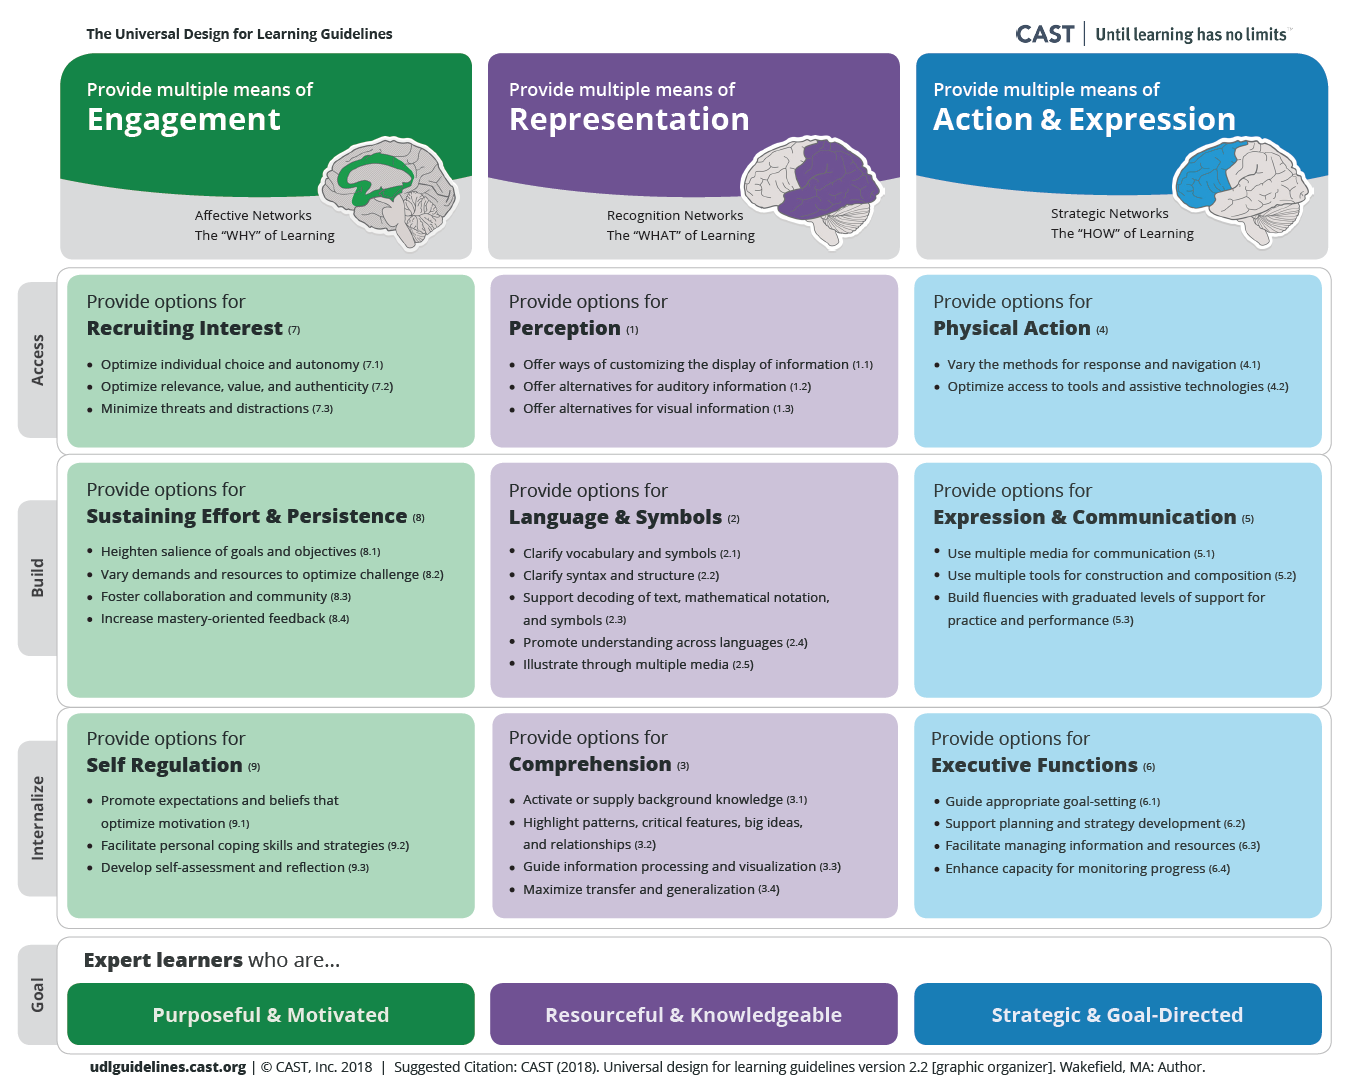 The Universal Design for Learning Guidelines
CAST | Until learning has no limits™
Provide multiple means of
Engagement
Affective Networks
The “WHY” of Learning
Provide multiple means of
Representation
Recognition Networks
The “WHAT” of Learning
Provide multiple means of
Action & Expression
Strategic Networks
The “HOW” of Learning
Access
Provide options for
Recruiting Interest (7)
• Optimize individual choice and autonomy (7.1)
• Optimize relevance, value, and authenticity (7.2)
• Minimize threats and distractions (7.3)
Provide options for
Perception (1)
• Offer ways of customizing the display of information (1.1)
• Offer alternatives for auditory information (1.2)
• Offer alternatives for visual information (1.3)
Provide options for
Physical Action (4)
• Vary the methods for response and navigation (4.1)
• Optimize access to tools and assistive technologies (4.2)
Build
Provide options for
Sustaining Effort & Persistence (8)
• Heighten salience of goals and objectives (8.1)
• Vary demands and resources to optimize challenge (8.2)
• Foster collaboration and community (8.3)
• Increase mastery-oriented feedback (8.4)
Provide options for
Language & Symbols (2)
• Clarify vocabulary and symbols (2.1)
• Clarify syntax and structure (2.2)
• Support decoding of text, mathematical notation,
and symbols (2.3)
• Promote understanding across languages (2.4)
• Illustrate through multiple media (2.5)
Provide options for
Expression & Communication (5)
• Use multiple media for communication (5.1)
• Use multiple tools for construction and composition (5.2)
• Build fluencies with graduated levels of support for
practice and performance (5.3)
Internalize
Provide options for
Self Regulation (9)
• Promote expectations and beliefs that
optimize motivation (9.1)
• Facilitate personal coping skills and strategies (9.2)
• Develop self-assessment and reflection (9.3)
Provide options for
Comprehension (3)
• Activate or supply background knowledge (3.1)
• Highlight patterns, critical features, big ideas,
and relationships (3.2)
• Guide information processing and visualization (3.3)
• Maximize transfer and generalization (3.4)
Provide options for
Executive Functions (6)
• Guide appropriate goal-setting (6.1)
• Support planning and strategy development (6.2)
• Facilitate managing information and resources (6.3)
• Enhance capacity for monitoring progress (6.4)
Goal
Expert learners who are...
Purposeful & Motivated
Resourceful & Knowledgeable
Strategic & Goal-Directed
udlguidelines.cast.org | © CAST, Inc. 2018 | Suggested Citation: CAST (2018). Universal design for learning guidelines version 2.2 [graphic organizer]. Wakefield, MA: Author.